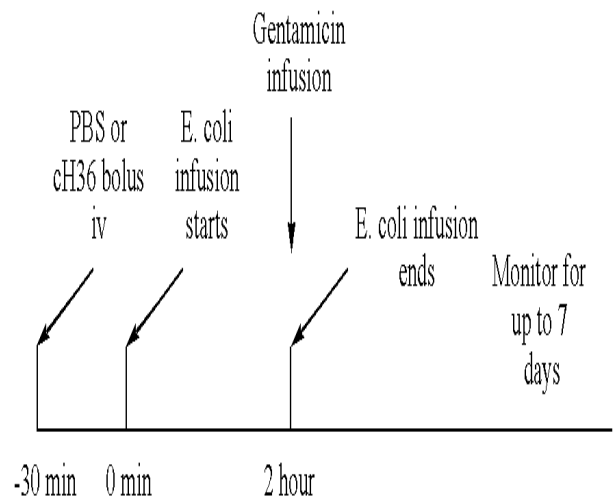 Gentamicin
infusion
PBS or
cH36 bolus
iv
E. coli
infusion
starts
E. coli infusion
ends
Monitor for
up to 7
days
-30 min
0 min
2 hour